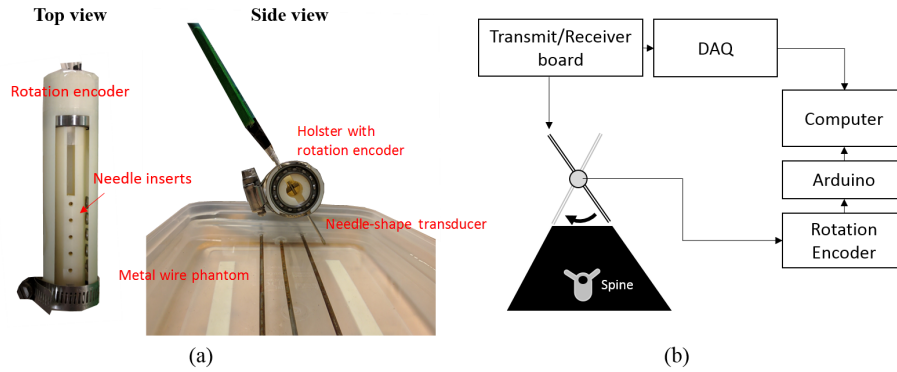 Top view
Side view
Rotation encoder
Needle inserts
Holster with
rotation encoder
Needle-shape transducer
Metal wire phantom
(a)
Transmit/Receiver
board
DAQ
Computer
Arduino
Rotation
Encoder
Spine
(b)